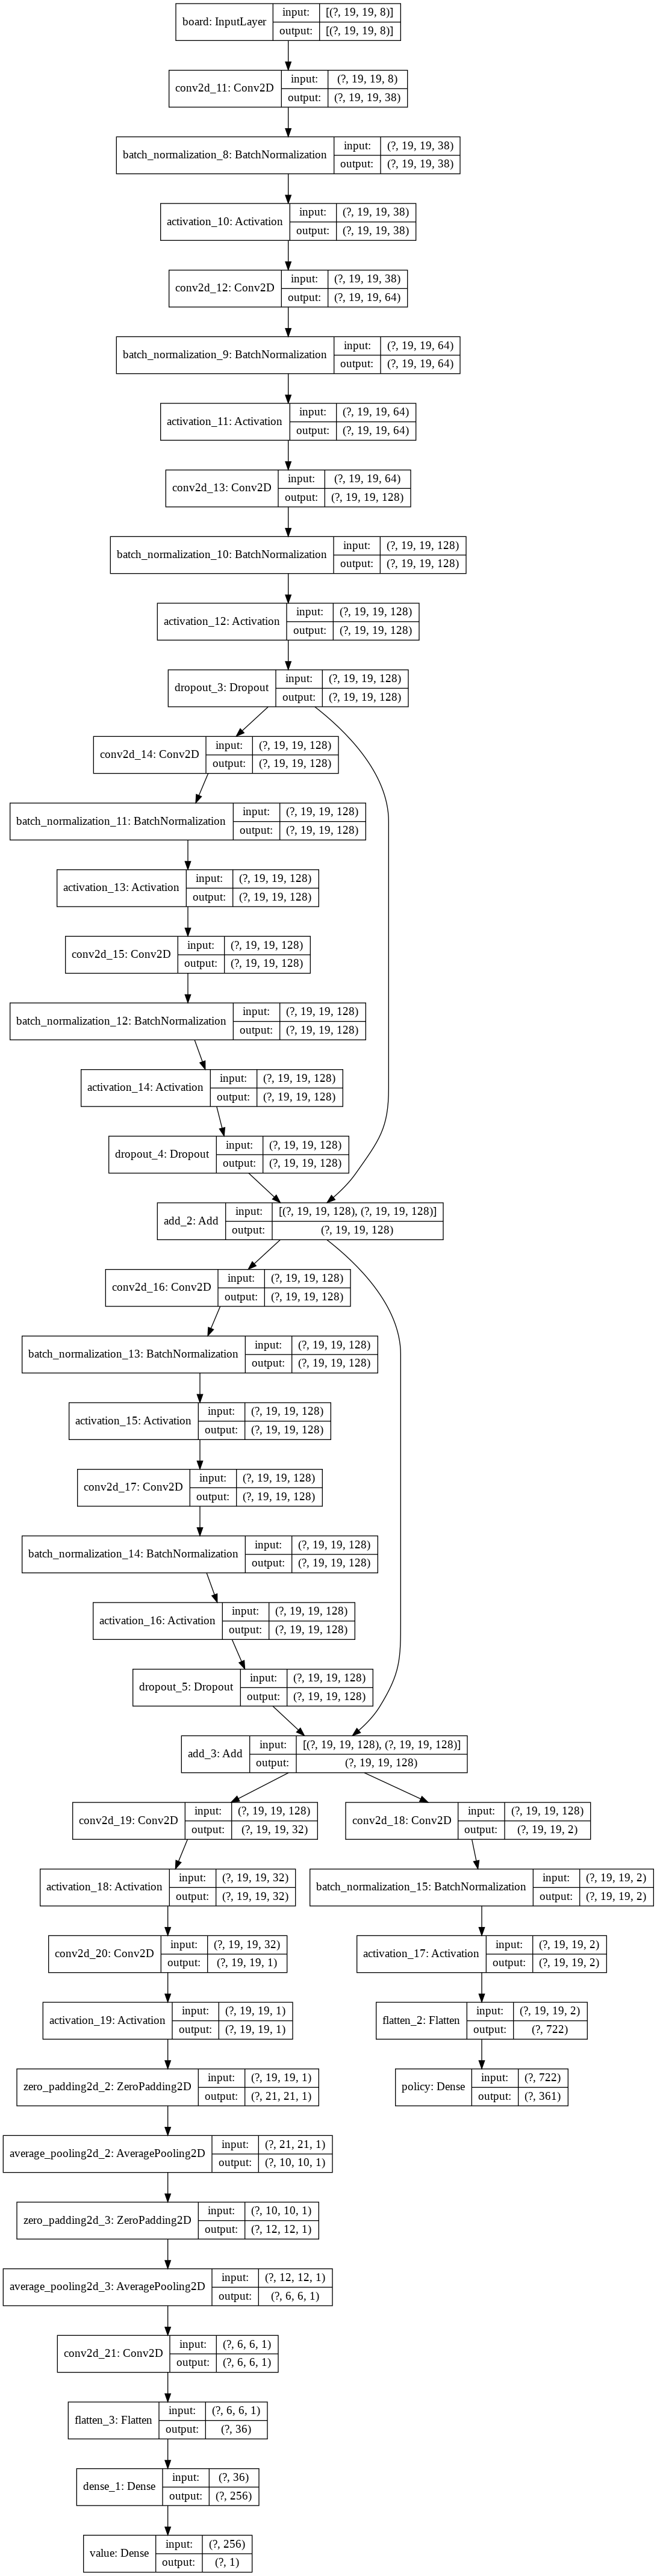 board: InputLayer
input: [(?, 19, 19, 8)]
output: [(?, 19, 19, 8)]
conv2d_11: Conv2D
input: (?, 19, 19, 8)
output: (?, 19, 19, 38)
batch_normalization_8: BatchNormalization
input: (?, 19, 19, 38)
output: (?, 19, 19, 38)
activation_10: Activation
input: (?, 19, 19, 38)
output: (?, 19, 19, 38)
conv2d_12: Conv2D
input: (?, 19, 19, 38)
output: (?, 19, 19, 64)
batch_normalization_9: BatchNormalization
input: (?, 19, 19, 64)
output: (?, 19, 19, 64)
activation_11: Activation
input: (?, 19, 19, 64)
output: (?, 19, 19, 64)
conv2d_13: Conv2D
input: (?, 19, 19, 64)
output: (?, 19, 19, 128)
batch_normalization_10: BatchNormalization
input: (?, 19, 19, 128)
output: (?, 19, 19, 128)
activation_12: Activation
input: (?, 19, 19, 128)
output: (?, 19, 19, 128)
dropout_3: Dropout
input: (?, 19, 19, 128)
output: (?, 19, 19, 128)
conv2d_14: Conv2D
input: (?, 19, 19, 128)
output: (?, 19, 19, 128)
batch_normalization_11: BatchNormalization
input: (?, 19, 19, 128)
output: (?, 19, 19, 128)
activation_13: Activation
input: (?, 19, 19, 128)
output: (?, 19, 19, 128)
conv2d_15: Conv2D
input: (?, 19, 19, 128)
output: (?, 19, 19, 128)
batch_normalization_12: BatchNormalization
input: (?, 19, 19, 128)
output: (?, 19, 19, 128)
activation_14: Activation
input: (?, 19, 19, 128)
output: (?, 19, 19, 128)
dropout_4: Dropout
input: (?, 19, 19, 128)
output: (?, 19, 19, 128)
add_2: Add
input: [(?, 19, 19, 128), (?, 19, 19, 128)]
output: (?, 19, 19, 128)
conv2d_16: Conv2D
input: (?, 19, 19, 128)
output: (?, 19, 19, 128)
batch_normalization_13: BatchNormalization
input: (?, 19, 19, 128)
output: (?, 19, 19, 128)
activation_15: Activation
input: (?, 19, 19, 128)
output: (?, 19, 19, 128)
conv2d_17: Conv2D
input: (?, 19, 19, 128)
output: (?, 19, 19, 128)
batch_normalization_14: BatchNormalization
input: (?, 19, 19, 128)
output: (?, 19, 19, 128)
activation_16: Activation
input: (?, 19, 19, 128)
output: (?, 19, 19, 128)
dropout_5: Dropout
input: (?, 19, 19, 128)
output: (?, 19, 19, 128)
add_3: Add
input: [(?, 19, 19, 128), (?, 19, 19, 128)]
output: (?, 19, 19, 128)
conv2d_19: Conv2D
input: (?, 19, 19, 128)
output: (?, 19, 19, 32)
conv2d_18: Conv2D
input: (?, 19, 19, 128)
output: (?, 19, 19, 2)
activation_18: Activation
input: (?, 19, 19, 32)
output: (?, 19, 19, 32)
batch_normalization_15: BatchNormalization
input: (?, 19, 19, 2)
output: (?, 19, 19, 2)
conv2d_20: Conv2D
input: (?, 19, 19, 32)
output: (?, 19, 19, 1)
activation_17: Activation
input: (?, 19, 19, 2)
output: (?, 19, 19, 2)
activation_19: Activation
input: (?, 19, 19, 1)
output: (?, 19, 19, 1)
flatten_2: Flatten
input: (?, 19, 19, 2)
output: (?, 722)
zero_padding2d_2: ZeroPadding2D
input: (?, 19, 19, 1)
output: (?, 21, 21, 1)
policy: Dense
input: (?, 722)
output: (?, 361)
average_pooling2d_2: AveragePooling2D
input: (?, 21, 21, 1)
output: (?, 10, 10, 1)
zero_padding2d_3: ZeroPadding2D
input: (?, 10, 10, 1)
output: (?, 12, 12, 1)
average_pooling2d_3: AveragePooling2D
input: (?, 12, 12, 1)
output: (?, 6, 6, 1)
conv2d_21: Conv2D
input: (?, 6, 6, 1)
output: (?, 6, 6, 1)
flatten_3: Flatten
input: (?, 6, 6, 1)
output: (?, 36)
dense_1: Dense
input: (?, 36)
output: (?, 256)
value: Dense
input: (?, 256)
output: (?, 1)